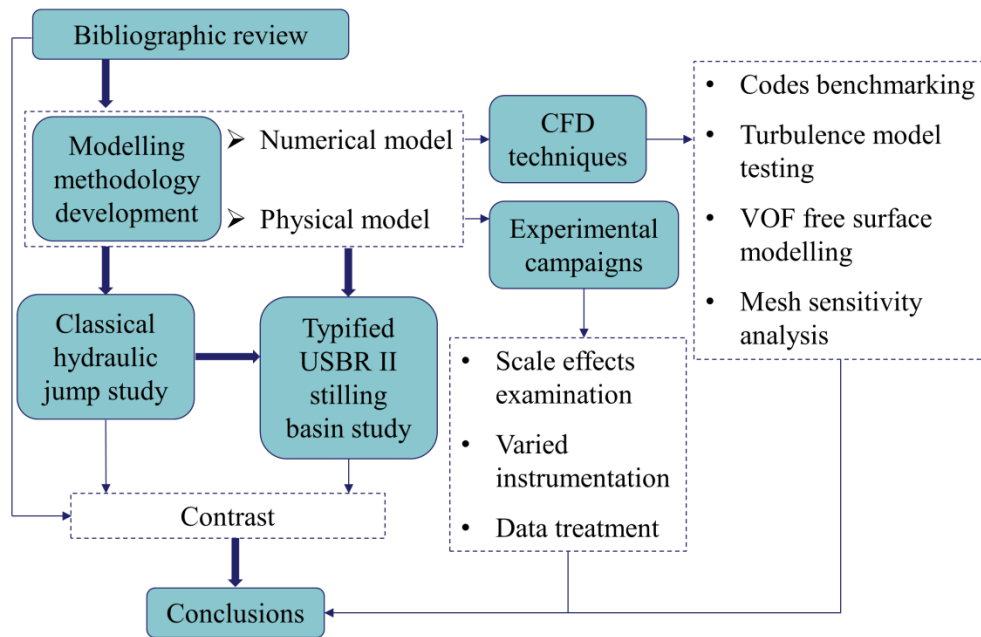 Bibliographic review
Modelling
methodology
development
➢ Numerical model
➢ Physical model
CFD
techniques
Experimental
campaigns
• Codes benchmarking
• Turbulence model
testing
• VOF free surface
modelling
• Mesh sensitivity
analysis
Classical
hydraulic
jump study
Typified
USBR II
stilling
basin study
• Scale effects
examination
• Varied
instrumentation
• Data treatment
Contrast
Conclusions